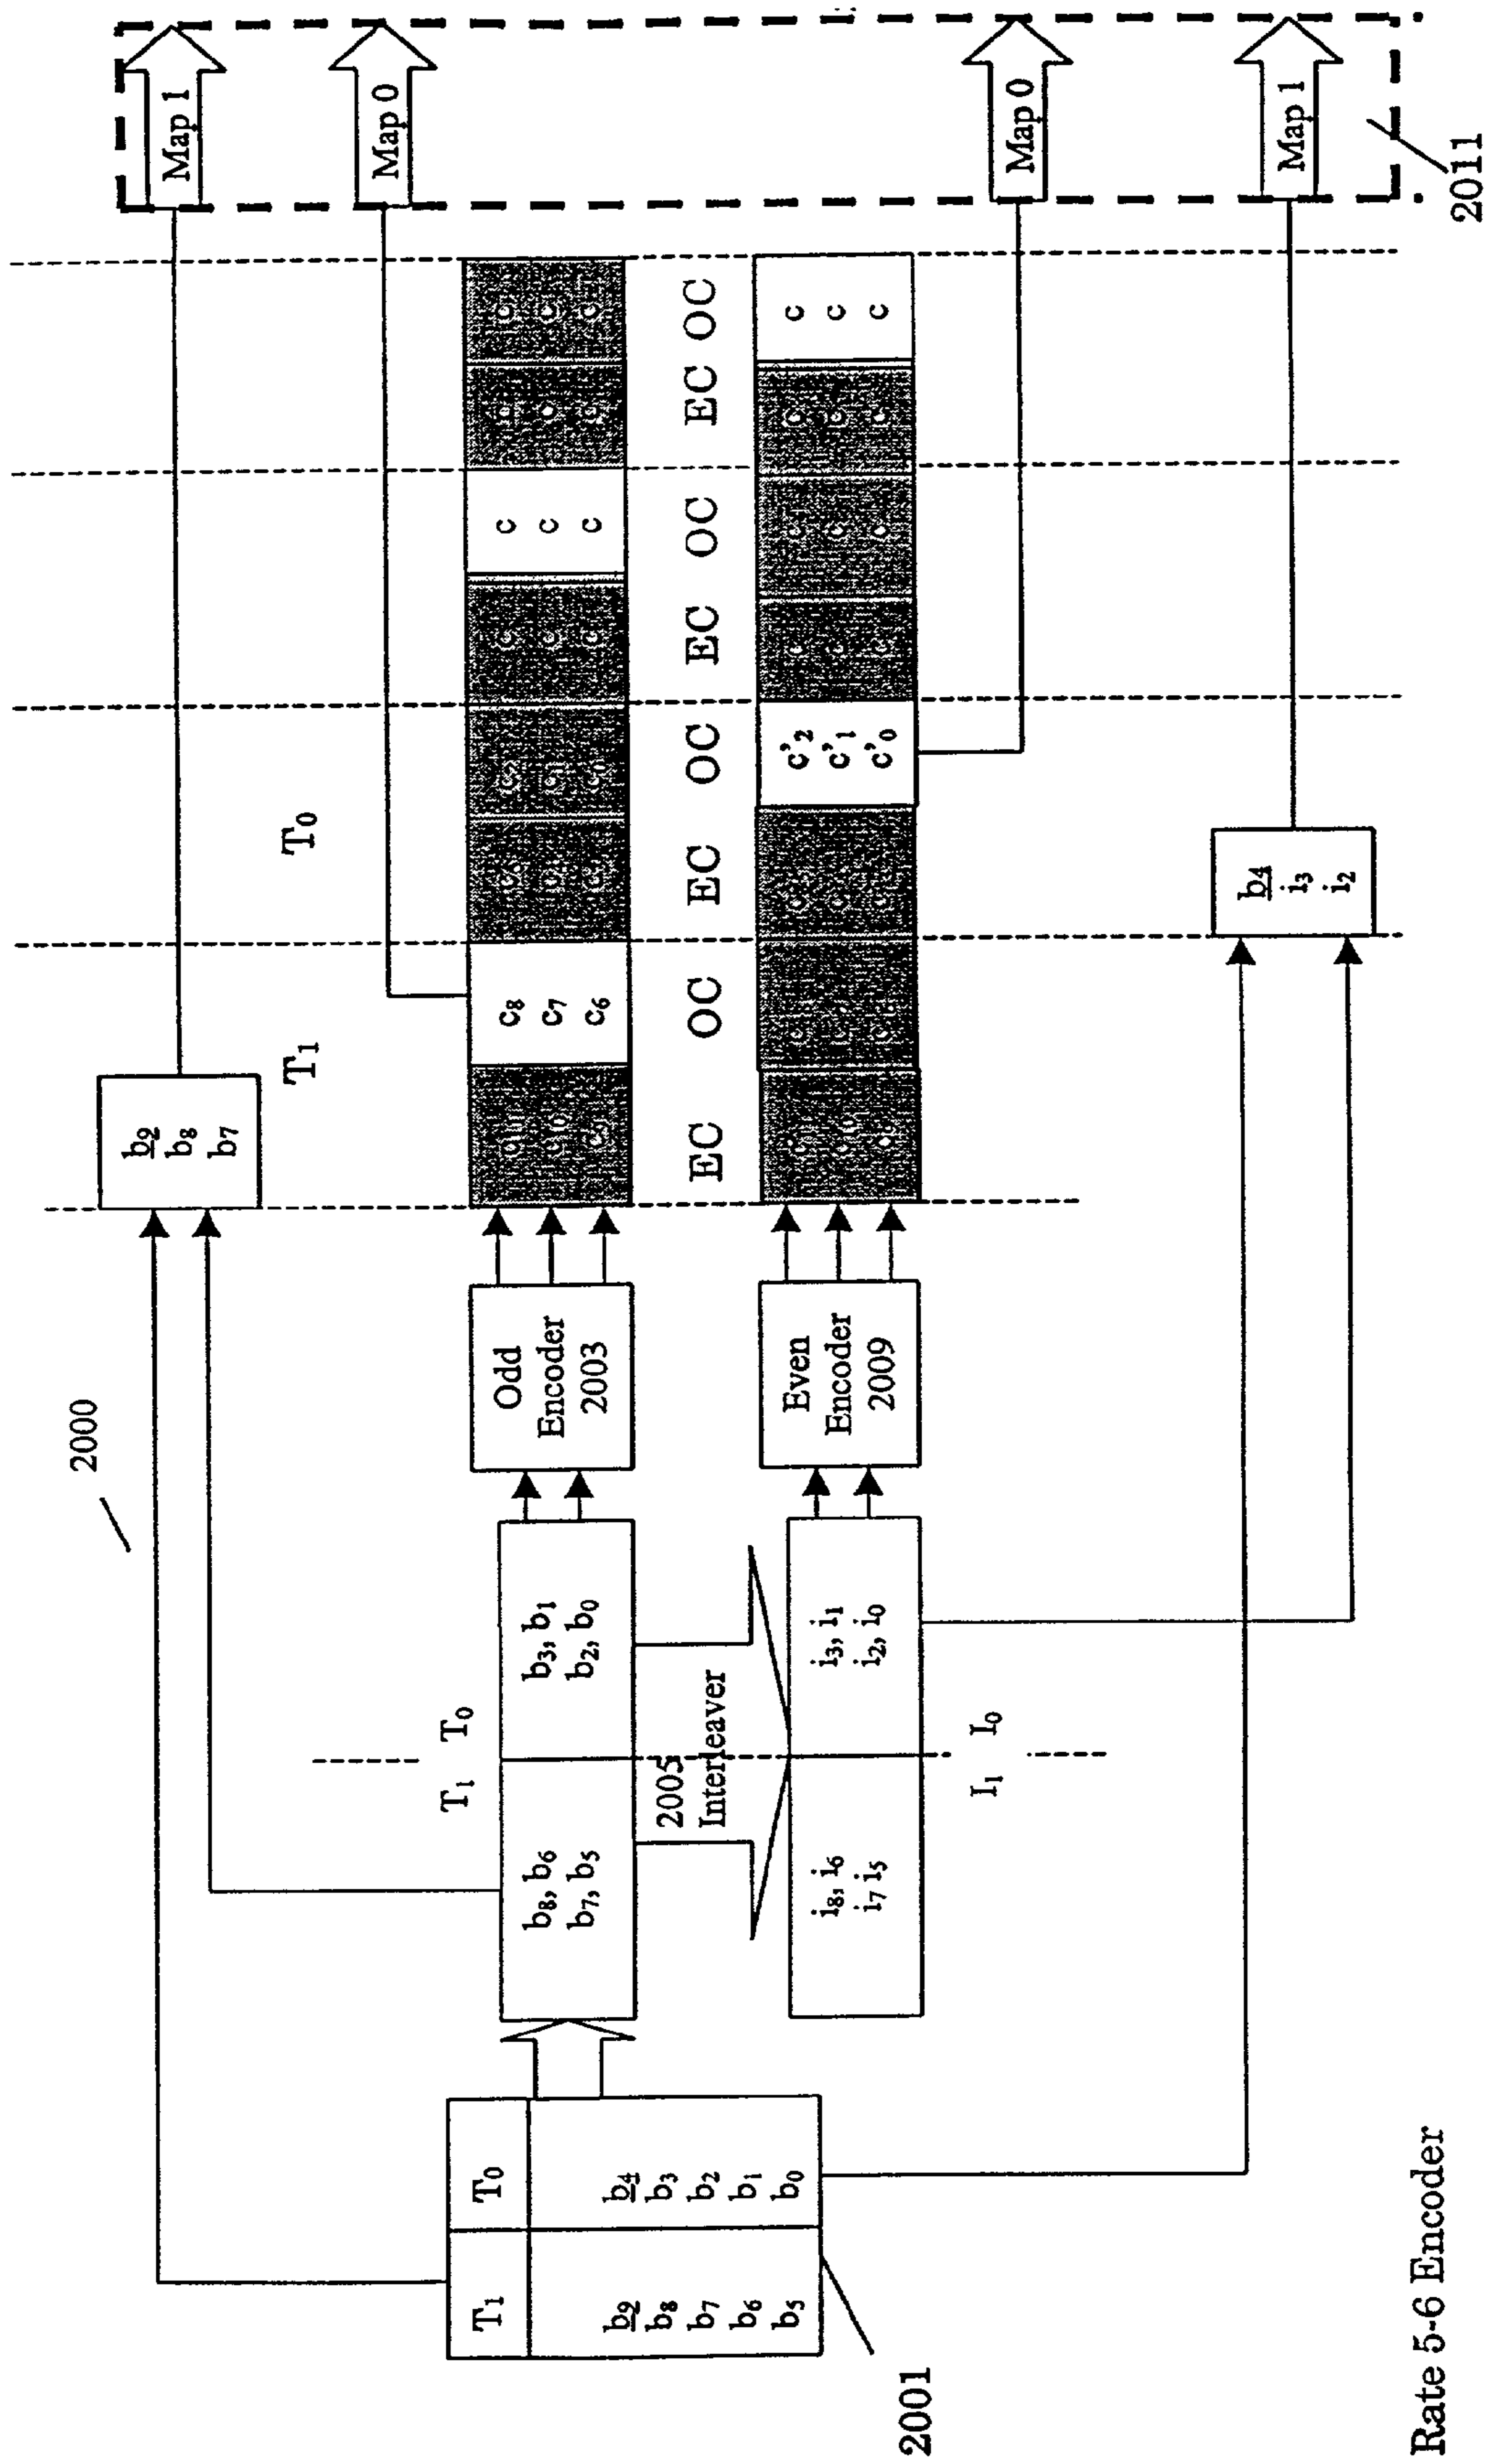 2000
T₁ T₀
b₉ b₄
b₈ b₃
b₇ b₂
b₆ b₁
b₅ b₀
2001
T₁ T₀
b₈, b₆ b₃, b₁
b₇, b₅ b₂, b₀
2005
Interleaver
i₈, i₆ i₃, i₁
i₇ i₅ i₂, i₀
I₁ I₀
Odd
Encoder
2003
Even
Encoder
2009
b₉
b₈
b₇
T₁ T₀
c₈ c
c₇ c
c₆ c
EC OC EC OC EC OC EC OC
c'₂ c
c'₁ c
c'₀ c
b₄
i₃
i₂
Map 1
Map 0
Map 0
Map 1
2011
Rate 5-6 Encoder